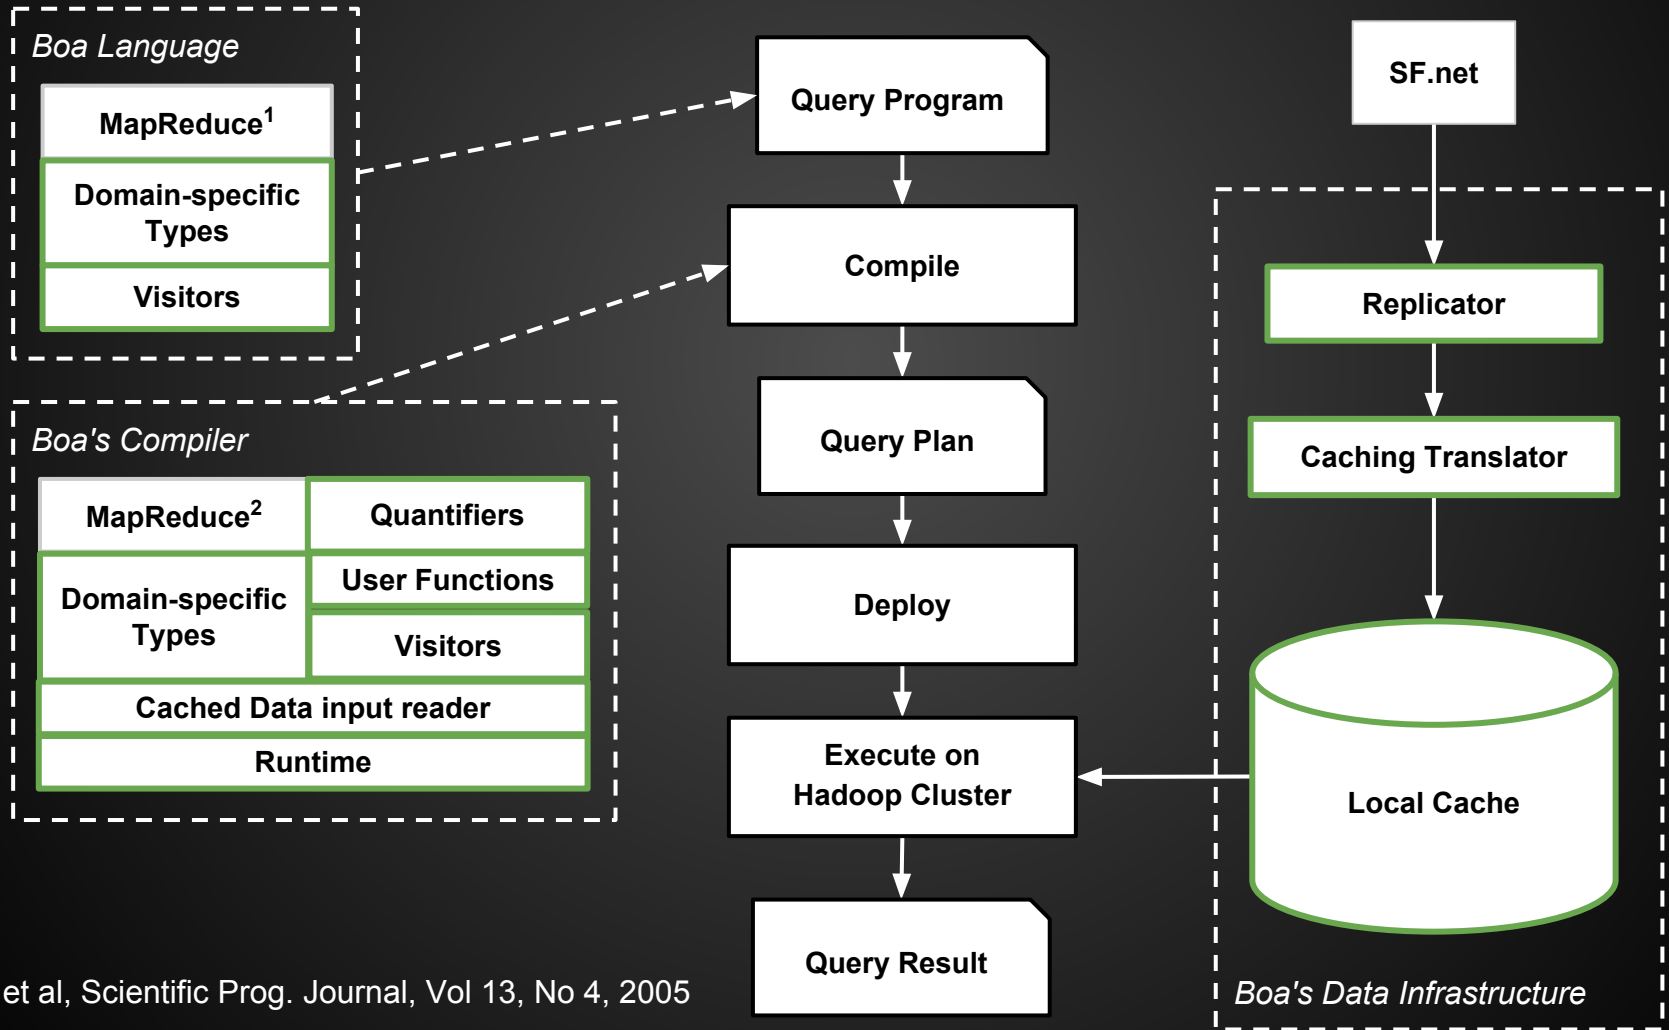 Boa Language
MapReduce¹
Domain-specific
Types
Visitors
Boa's Compiler
MapReduce²
Quantifiers
Domain-specific
Types
User Functions
Visitors
Cached Data input reader
Runtime
Query Program
Compile
Query Plan
Deploy
Execute on
Hadoop Cluster
Query Result
SF.net
Replicator
Caching Translator
Local Cache
Boa's Data Infrastructure
et al, Scientific Prog. Journal, Vol 13, No 4, 2005